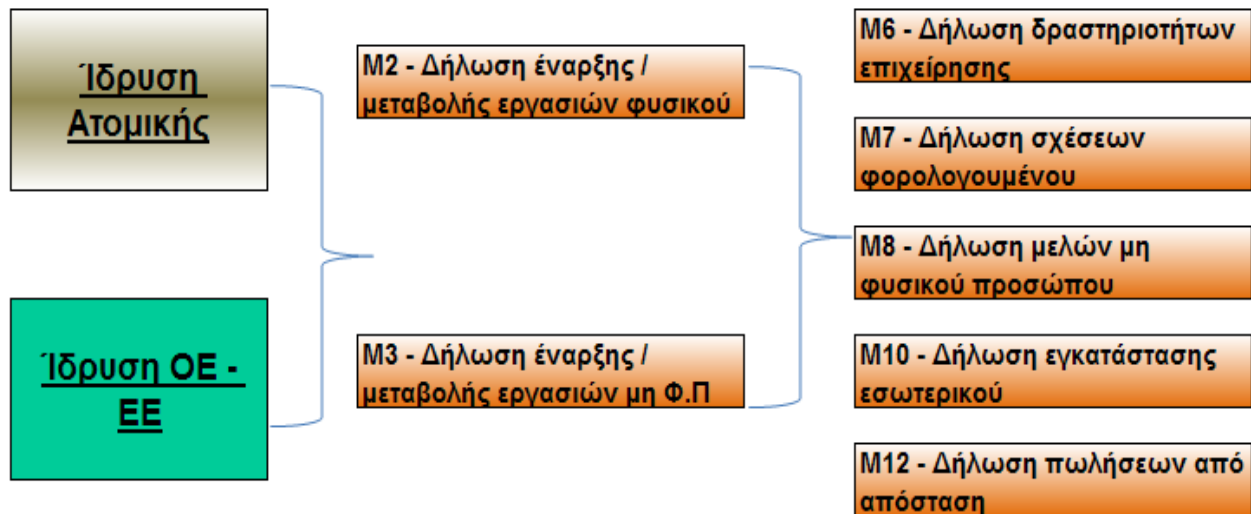 Ίδρυση
Ατομικής
Ίδρυση ΟΕ -
ΕΕ
Μ2 - Δήλωση έναρξης /
μεταβολής εργασιών φυσικού
Μ3 - Δήλωση έναρξης /
μεταβολής εργασιών μη Φ.Π
Μ6 - Δήλωση δραστηριοτήτων
επιχείρησης
Μ7 - Δήλωση σχέσεων
φορολογουμένου
Μ8 - Δήλωση μελών μη
φυσικού προσώπου
Μ10 - Δήλωση εγκατάστασης
εσωτερικού
Μ12 - Δήλωση πωλήσεων από
απόσταση